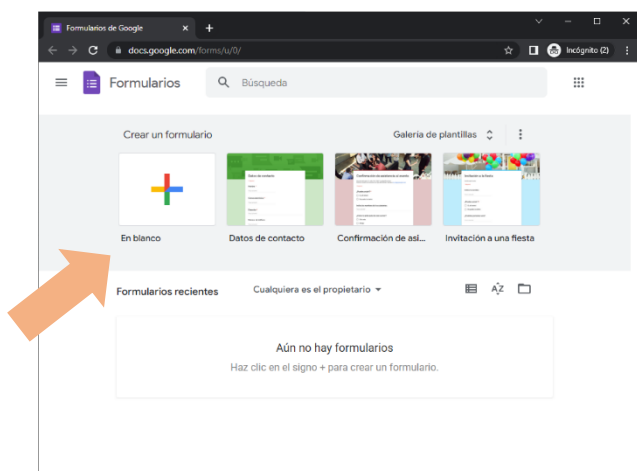 Formularios de Google
docs.google.com/forms/u/0/
Incógnito (2)
Formularios
Búsqueda
Crear un formulario
Galería de plantillas
En blanco
Datos de contacto
Confirmación de asi...
Invitación a una fiesta
Formularios recientes
Cualquiera es el propietario
AZ
Aún no hay formularios
Haz clic en el signo + para crear un formulario.